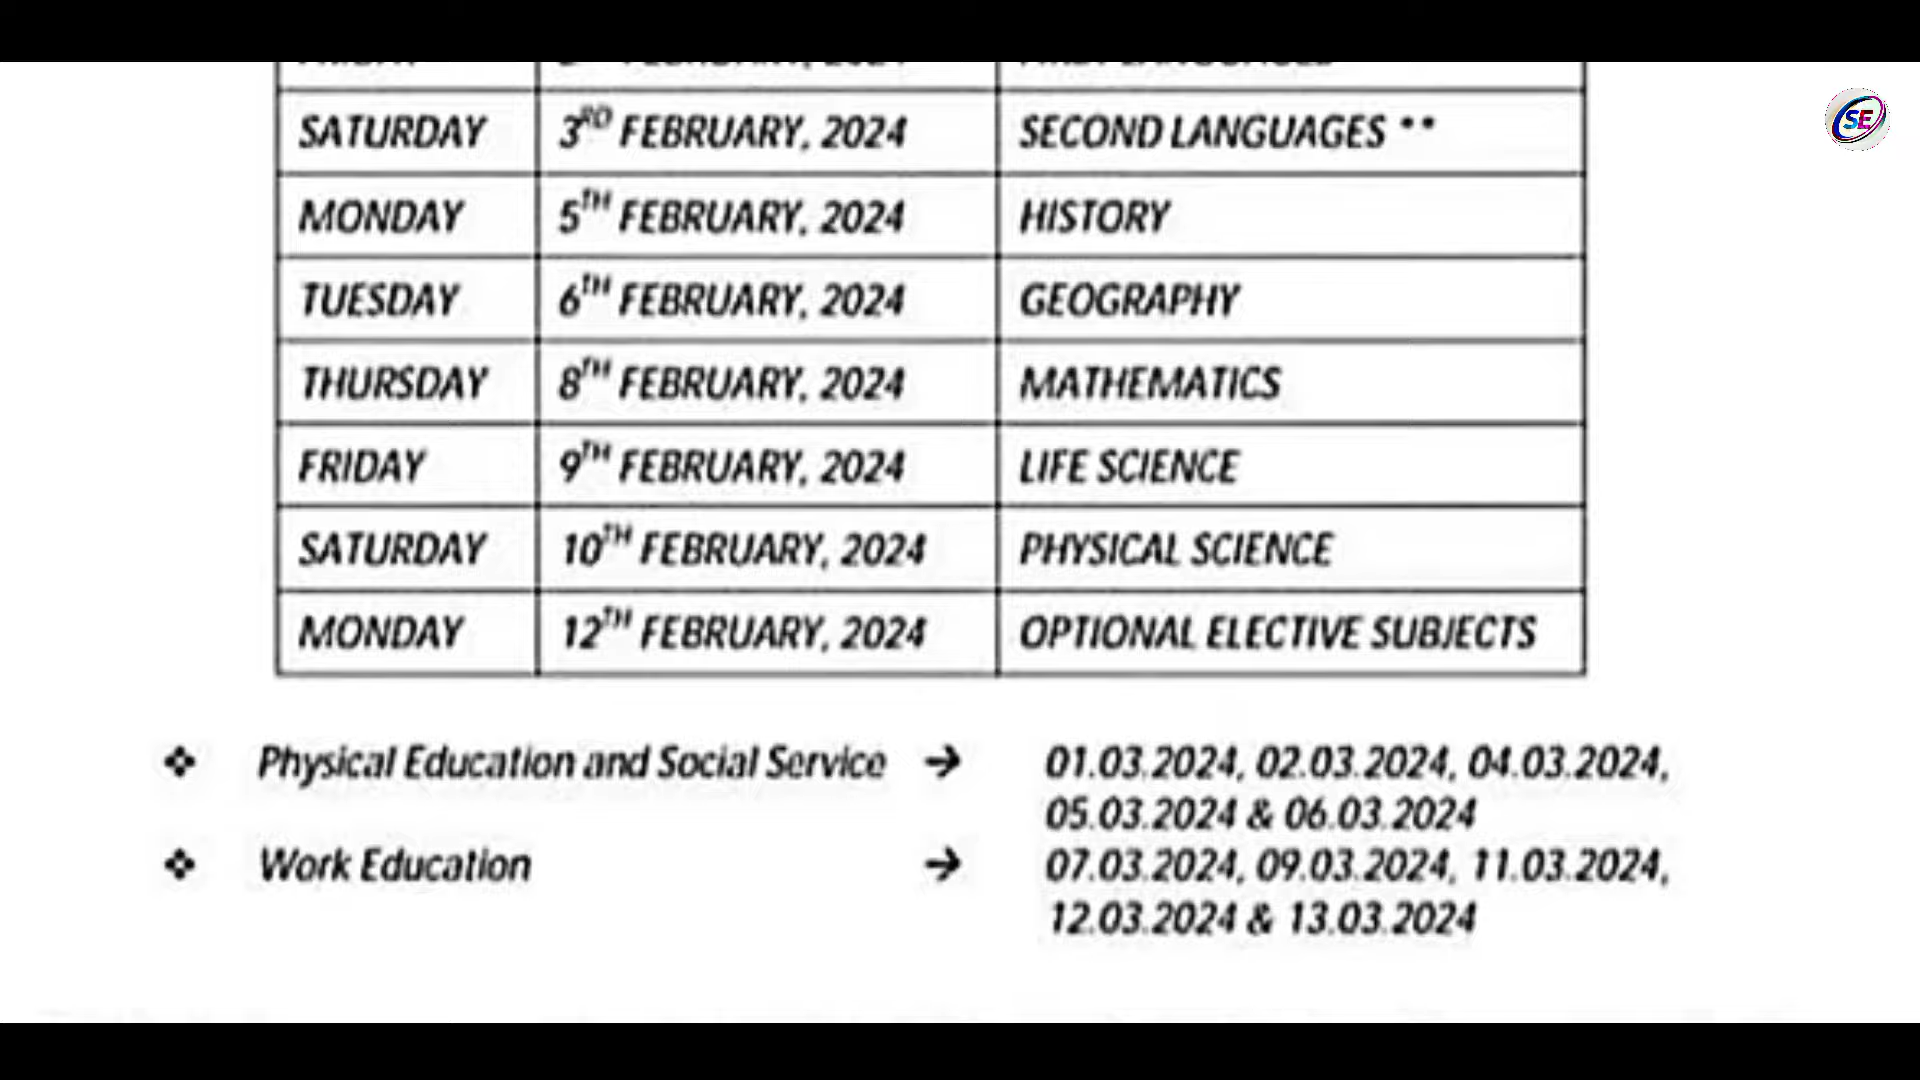 SATURDAY 3RD FEBRUARY, 2024 SECOND LANGUAGES **
MONDAY 5TH FEBRUARY, 2024 HISTORY
TUESDAY 6TH FEBRUARY, 2024 GEOGRAPHY
THURSDAY 8TH FEBRUARY, 2024 MATHEMATICS
FRIDAY 9TH FEBRUARY, 2024 LIFE SCIENCE
SATURDAY 10TH FEBRUARY, 2024 PHYSICAL SCIENCE
MONDAY 12TH FEBRUARY, 2024 OPTIONAL ELECTIVE SUBJECTS
❖ Physical Education and Social Service → 01.03.2024, 02.03.2024, 04.03.2024,
05.03.2024 & 06.03.2024
❖ Work Education → 07.03.2024, 09.03.2024, 11.03.2024,
12.03.2024 & 13.03.2024
SE